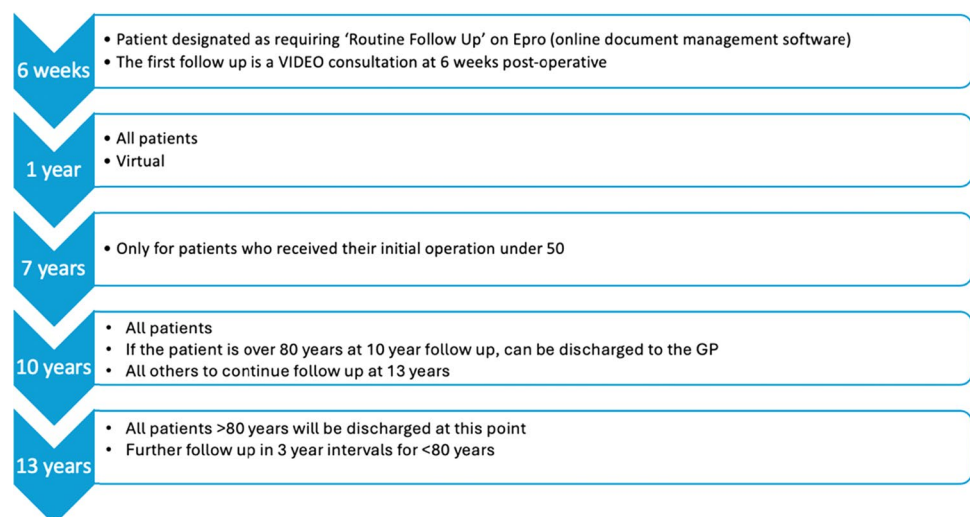 6 weeks
• Patient designated as requiring ‘Routine Follow Up’ on Epro (online document management software)
• The first follow up is a VIDEO consultation at 6 weeks post-operative
1 year
• All patients
• Virtual
7 years
• Only for patients who received their initial operation under 50
10 years
• All patients
• If the patient is over 80 years at 10 year follow up, can be discharged to the GP
• All others to continue follow up at 13 years
13 years
• All patients >80 years will be discharged at this point
• Further follow up in 3 year intervals for <80 years